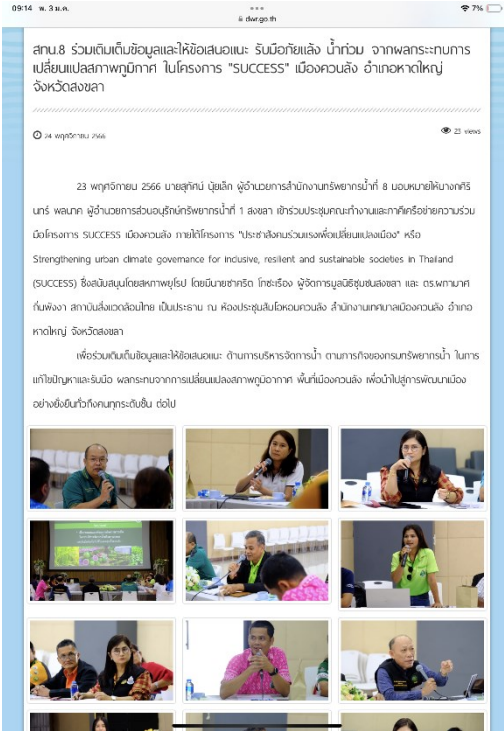 09:14 พ. 3 ม.ค.
7%
dwr.go.th
สทน.8 ร่วมเติมเต็มข้อมูลและให้ข้อเสนอแนะ รับมือภัยแล้ง น้ำท่วม จากผลกระทบการ
เปลี่ยนแปลสภาพภูมิกาศ ในโครงการ "SUCCESS" เมืองควนลัง อำเภอหาดใหญ่
จังหวัดสงขลา
24 พฤศจิกายน 2566
23 views
23 พฤศจิกายน 2566 นายสุทัศน์ นุ้ยเล็ก ผู้อำนวยการสำนักงานทรัพยากรน้ำที่ 8 มอบหมายให้นางกศิริ
นทร์ พลนาค ผู้อำนวยการส่วนอนุรักษ์ทรัพยากรน้ำที่ 1 สงขลา เข้าร่วมประชุมคณะทำงานและภาคีเครือข่ายความร่วม
มือโครงการ SUCCESS เมืองควนลัง ภายใต้โครงการ "ประชาสังคมร่วมแรงเพื่อเปลี่ยนแปลงเมือง" หรือ
Strengthening urban climate governance for inclusive, resilient and sustainable societies in Thailand
(SUCCESS) ซึ่งสนับสนุนโดยสหภาพยุโรป โดยมีนายชาคริต โภชะเรือง ผู้จัดการมูลนิธิชุมชนสงขลา และ ดร.ผกามาศ
ถิ่นพังงา สถาบันสิ่งแวดล้อมไทย เป็นประธาน ณ ห้องประชุมส้มโอหอมควนลัง สำนักงานเทศบาลเมืองควนลัง อำเภอ
หาดใหญ่ จังหวัดสงขลา
เพื่อร่วมเติมเต็มข้อมูลและให้ข้อเสนอแนะ ด้านการบริหารจัดการน้ำ ตามภารกิจของกรมทรัพยากรน้ำ ในการ
แก้ไขปัญหาและรับมือ ผลกระทบจากการเปลี่ยนแปลงสภาพภูมิอากาศ พื้นที่เมืองควนลัง เพื่อนำไปสู่การพัฒนาเมือง
อย่างยั่งยืนทั่วถึงคนทุกระดับชั้น ต่อไป